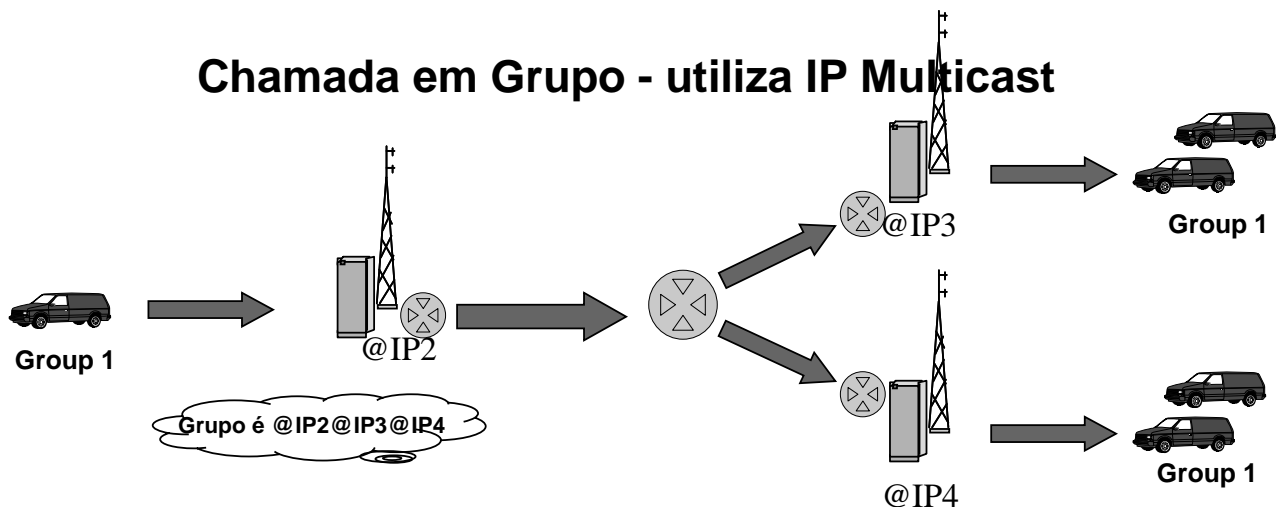 Chamada em Grupo - utiliza IP Multicast
@IP3
Group 1
@IP2
Group 1
Grupo é @IP2@IP3@IP4
@IP4
Group 1